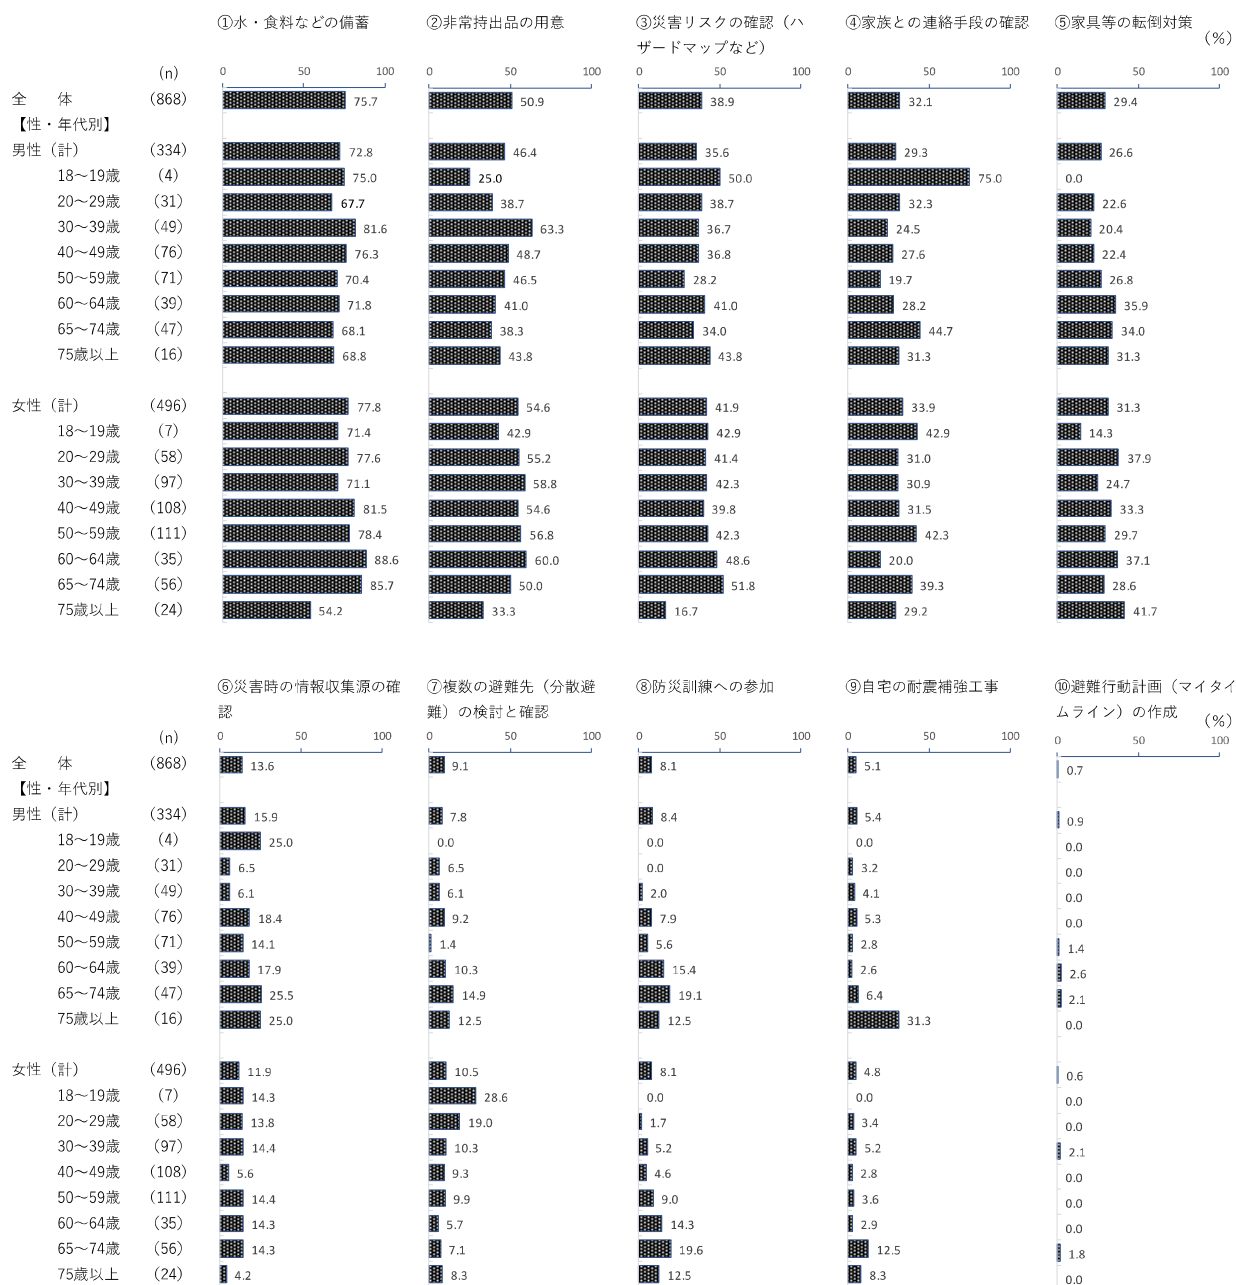 ①水・食料などの備蓄 ②非常持出品の用意 ③災害リスクの確認（ハ ④家族との連絡手段の確認 ⑤家具等の転倒対策
ザードマップなど） （%）
(n) 0 50 100 0 50 100 0 50 100 0 50 100 0 50 100
全　体 (868) 75.7 50.9 38.9 32.1 29.4
【性・年代別】
男性（計） (334) 72.8 46.4 35.6 29.3 26.6
18～19歳 (4) 75.0 25.0 50.0 75.0 0.0
20～29歳 (31) 67.7 38.7 38.7 32.3 22.6
30～39歳 (49) 81.6 63.3 36.7 24.5 20.4
40～49歳 (76) 76.3 48.7 36.8 27.6 22.4
50～59歳 (71) 70.4 46.5 28.2 19.7 26.8
60～64歳 (39) 71.8 41.0 41.0 28.2 35.9
65～74歳 (47) 68.1 38.3 34.0 44.7 34.0
75歳以上 (16) 68.8 43.8 43.8 31.3 31.3
女性（計） (496) 77.8 54.6 41.9 33.9 31.3
18～19歳 (7) 71.4 42.9 42.9 42.9 14.3
20～29歳 (58) 77.6 55.2 41.4 31.0 37.9
30～39歳 (97) 71.1 58.8 42.3 30.9 24.7
40～49歳 (108) 81.5 54.6 39.8 31.5 33.3
50～59歳 (111) 78.4 56.8 42.3 42.3 29.7
60～64歳 (35) 88.6 60.0 48.6 20.0 37.1
65～74歳 (56) 85.7 50.0 51.8 39.3 28.6
75歳以上 (24) 54.2 33.3 16.7 29.2 41.7
⑥災害時の情報収集源の確 ⑦複数の避難先（分散避 ⑧防災訓練への参加 ⑨自宅の耐震補強工事 ⑩避難行動計画（マイタイ
認 難）の検討と確認 ムライン）の作成 （%）
(n) 0 50 100 0 50 100 0 50 100 0 50 100 0 50 100
全　体 (868) 13.6 9.1 8.1 5.1 0.7
【性・年代別】
男性（計） (334) 15.9 7.8 8.4 5.4 0.9
18～19歳 (4) 25.0 0.0 0.0 0.0 0.0
20～29歳 (31) 6.5 6.5 0.0 3.2 0.0
30～39歳 (49) 6.1 6.1 2.0 4.1 0.0
40～49歳 (76) 18.4 9.2 7.9 5.3 0.0
50～59歳 (71) 14.1 1.4 5.6 2.8 1.4
60～64歳 (39) 17.9 10.3 15.4 2.6 2.6
65～74歳 (47) 25.5 14.9 19.1 6.4 2.1
75歳以上 (16) 25.0 12.5 12.5 31.3 0.0
女性（計） (496) 11.9 10.5 8.1 4.8 0.6
18～19歳 (7) 14.3 28.6 0.0 0.0 0.0
20～29歳 (58) 13.8 19.0 1.7 3.4 0.0
30～39歳 (97) 14.4 10.3 5.2 5.2 2.1
40～49歳 (108) 5.6 9.3 4.6 2.8 0.0
50～59歳 (111) 14.4 9.9 9.0 3.6 0.0
60～64歳 (35) 14.3 5.7 14.3 2.9 0.0
65～74歳 (56) 14.3 7.1 19.6 12.5 1.8
75歳以上 (24) 4.2 8.3 12.5 8.3 0.0